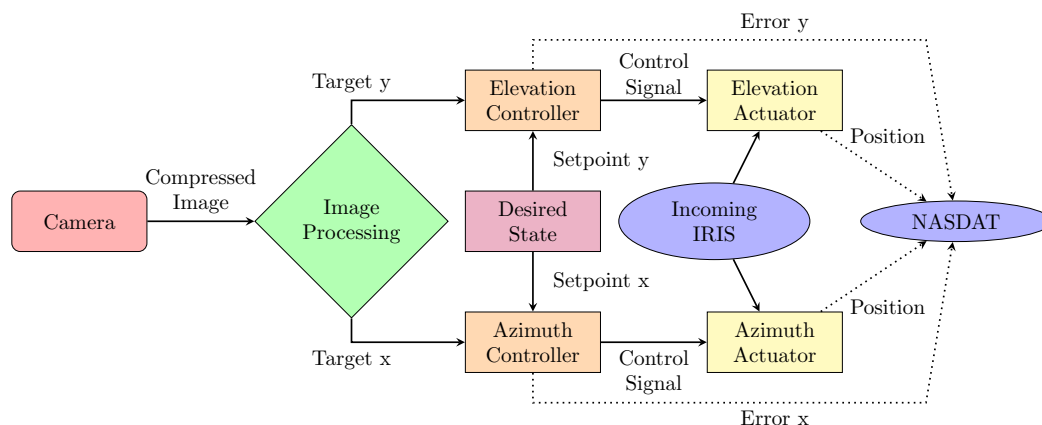 Error y
Control
Signal
Target y
Elevation
Controller
Elevation
Actuator
Position
Setpoint y
Compressed
Image
Camera
Image
Processing
Desired
State
Incoming
IRIS
NASDAT
Setpoint x
Position
Azimuth
Controller
Azimuth
Actuator
Target x
Control
Signal
Error x